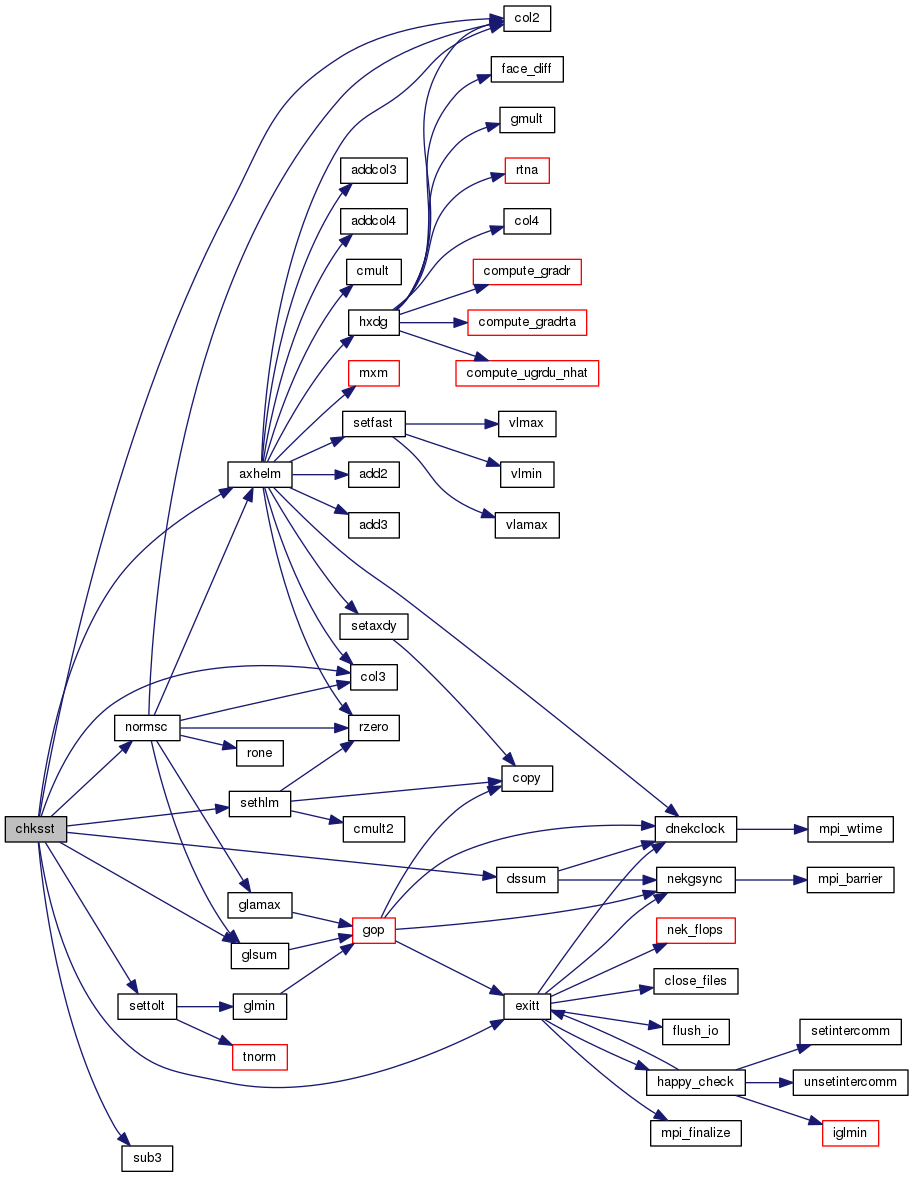 col2
face_diff
gmult
addcol3
rtna
addcol4
col4
cmult
compute_gradr
hxdg
compute_gradrta
mxm
compute_ugrdu_nhat
setfast
vlmax
axhelm
add2
vlmin
add3
vlamax
setaxdy
col3
normsc
rzero
rone
copy
sethlm
chksst
cmult2
dnekclock
mpi_wtime
dssum
nekgsync
mpi_barrier
glamax
gop
nek_flops
glsum
close_files
settolt
glmin
exitt
flush_io
setintercomm
tnorm
happy_check
unsetintercomm
mpi_finalize
iglmin
sub3